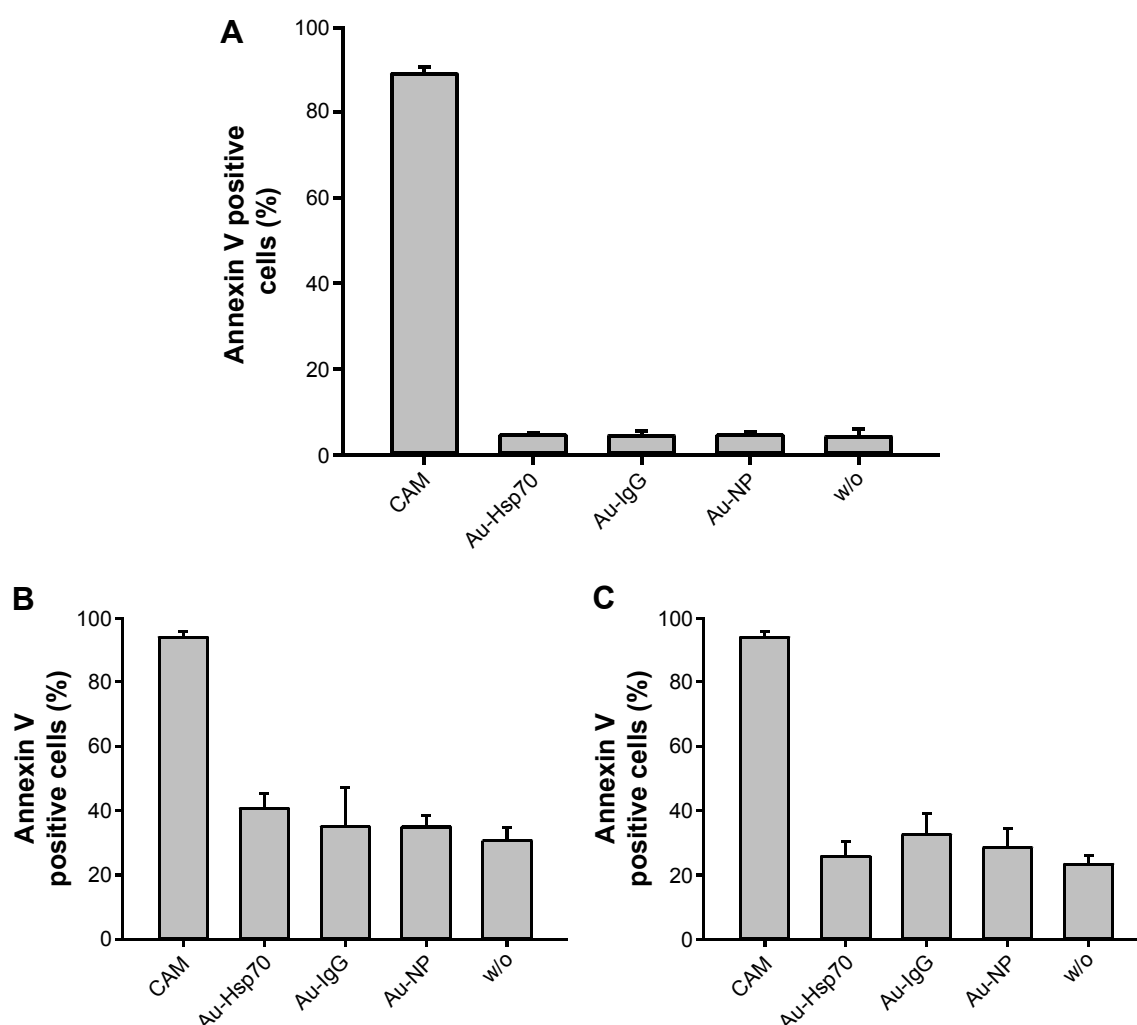 A
Annexin V positive
cells (%)
100
80
60
40
20
0
CAM
Au-Hsp70
Au-IgG
Au-NP
w/o
B
Annexin V
positive cells (%)
100
80
60
40
20
0
CAM
Au-Hsp70
Au-IgG
Au-NP
w/o
C
Annexin V
positive cells (%)
100
80
60
40
20
0
CAM
Au-Hsp70
Au-IgG
Au-NP
w/o